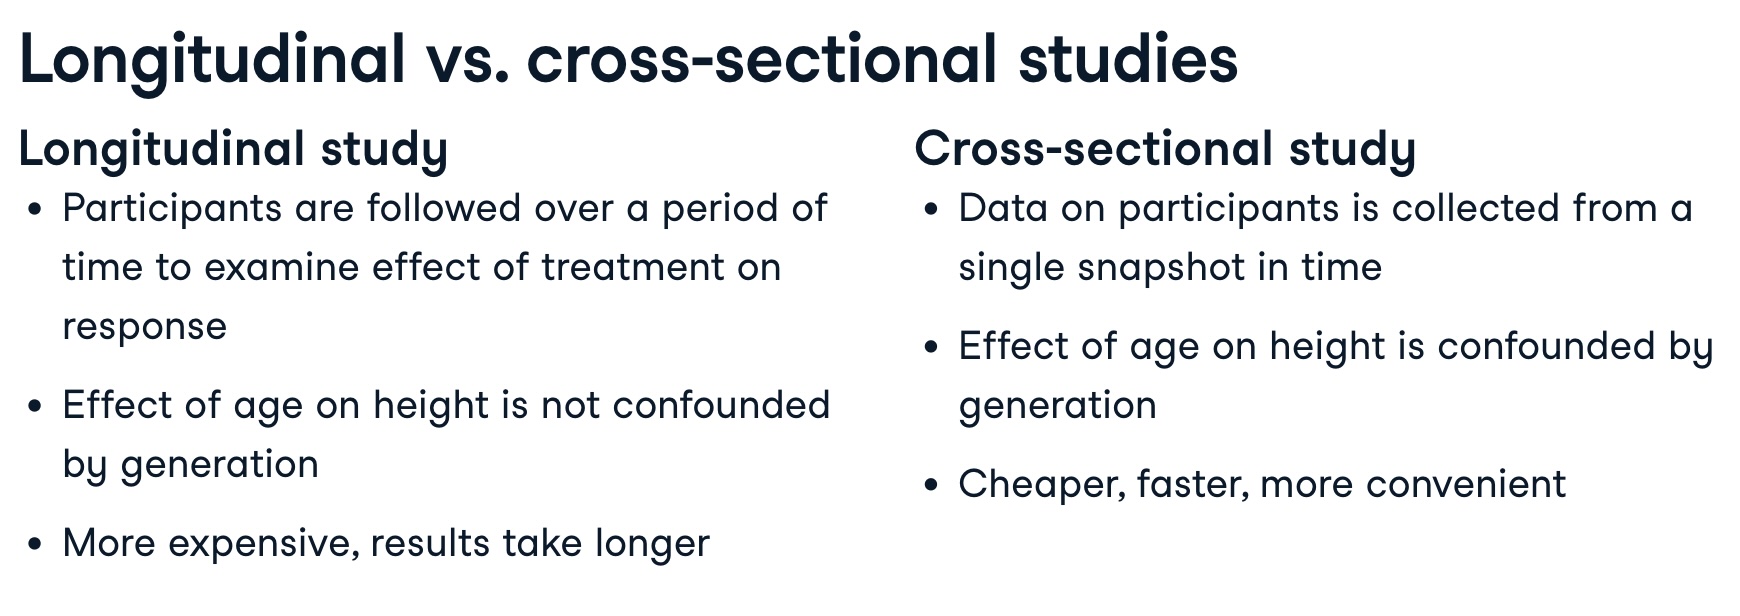 Longitudinal vs. cross-sectional studies
Longitudinal study
• Participants are followed over a period of
time to examine effect of treatment on
response
• Effect of age on height is not confounded
by generation
• More expensive, results take longer
Cross-sectional study
• Data on participants is collected from a
single snapshot in time
• Effect of age on height is confounded by
generation
• Cheaper, faster, more convenient